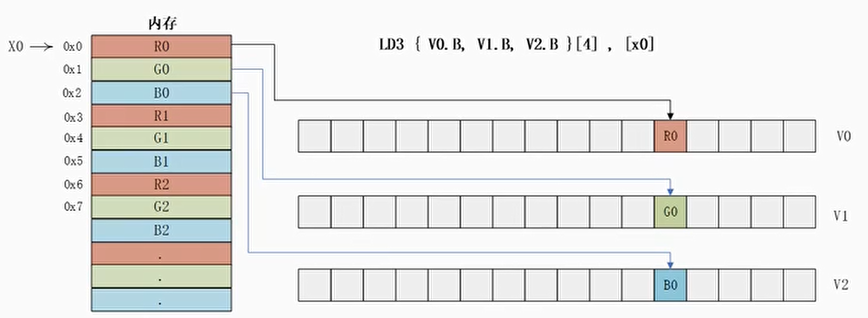 内存
X0
LD3 { V0.B, V1.B, V2.B }[4] , [x0]
0x0 R0
0x1 G0
0x2 B0
0x3 R1
0x4 G1
0x5 B1
0x6 R2
0x7 G2
B2
.
.
.
R0 V0
G0 V1
B0 V2